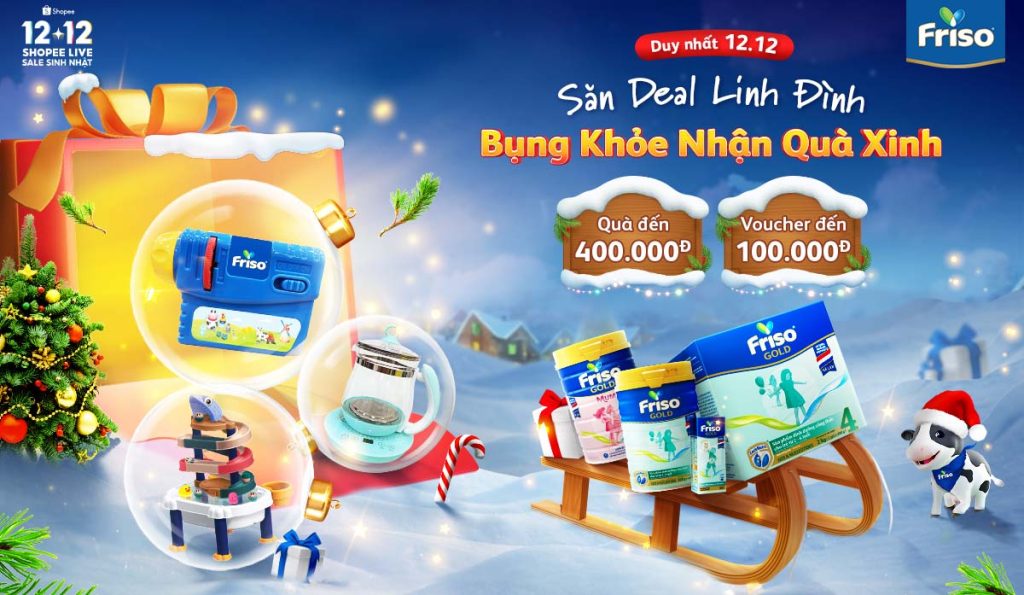 Shopee
12✦12
SHOPEE LIVE
SALE SINH NHẬT
Friso
Duy nhất 12.12
Săn Deal Linh Đình
Bụng Khỏe Nhận Quà Xinh
Quà đến
400.000Đ
Voucher đến
100.000Đ
Friso
Friso
GOLD
MUM
Friso
GOLD
Friso
GOLD
Friso
GOLD
4
Friso